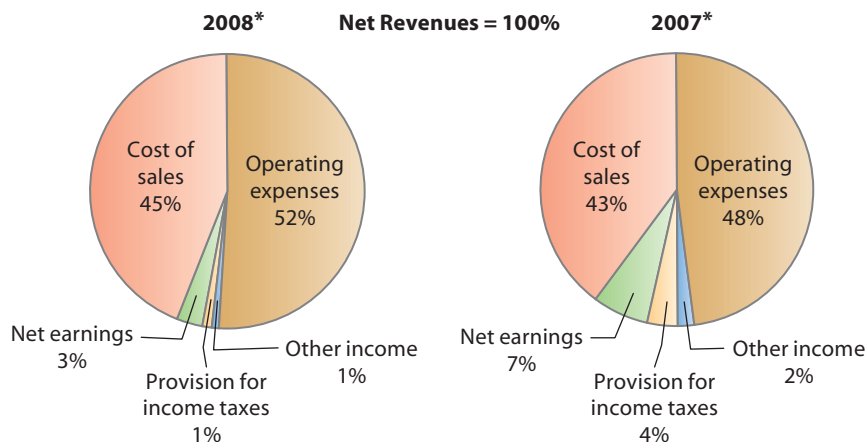 2008*
Net Revenues = 100%
2007*
Cost of
sales
45%
Operating
expenses
52%
Net earnings
3%
Provision for
income taxes
1%
Other income
1%
Cost of
sales
43%
Operating
expenses
48%
Net earnings
7%
Provision for
income taxes
4%
Other income
2%